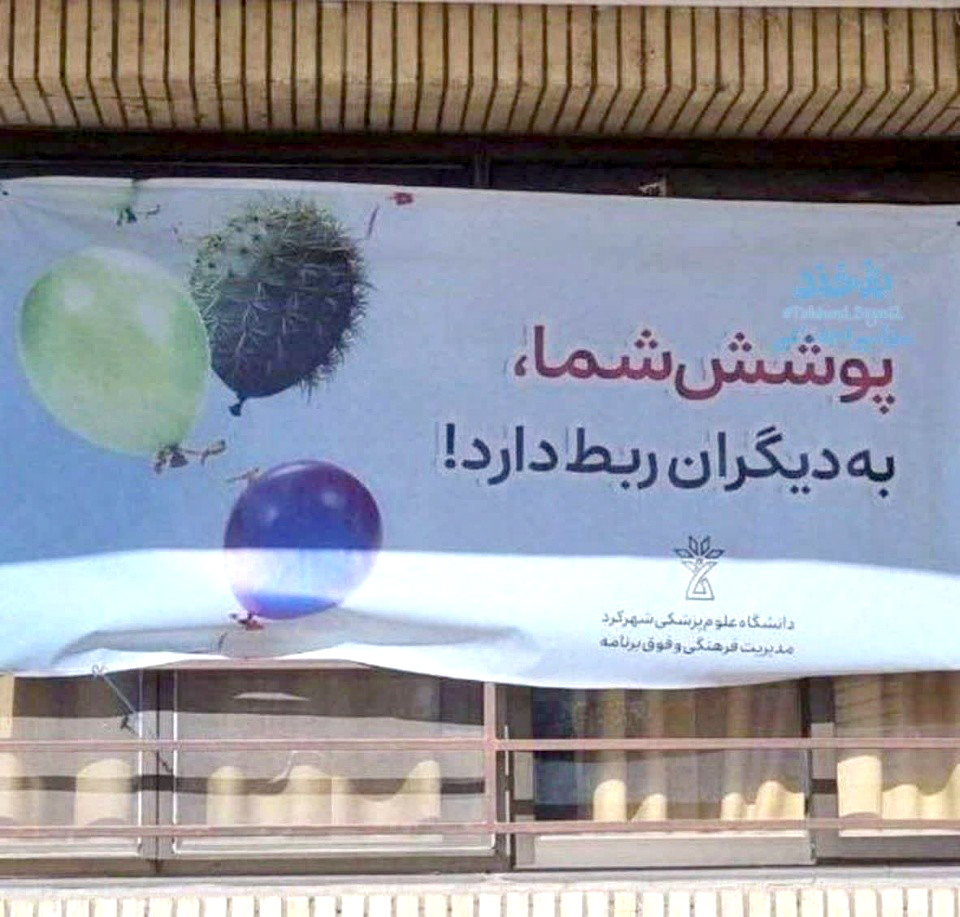 پوشش شما،
به دیگران ربط دارد!
دانشگاه علوم پزشکی شهرکرد
مدیریت فرهنگی و فوق برنامه